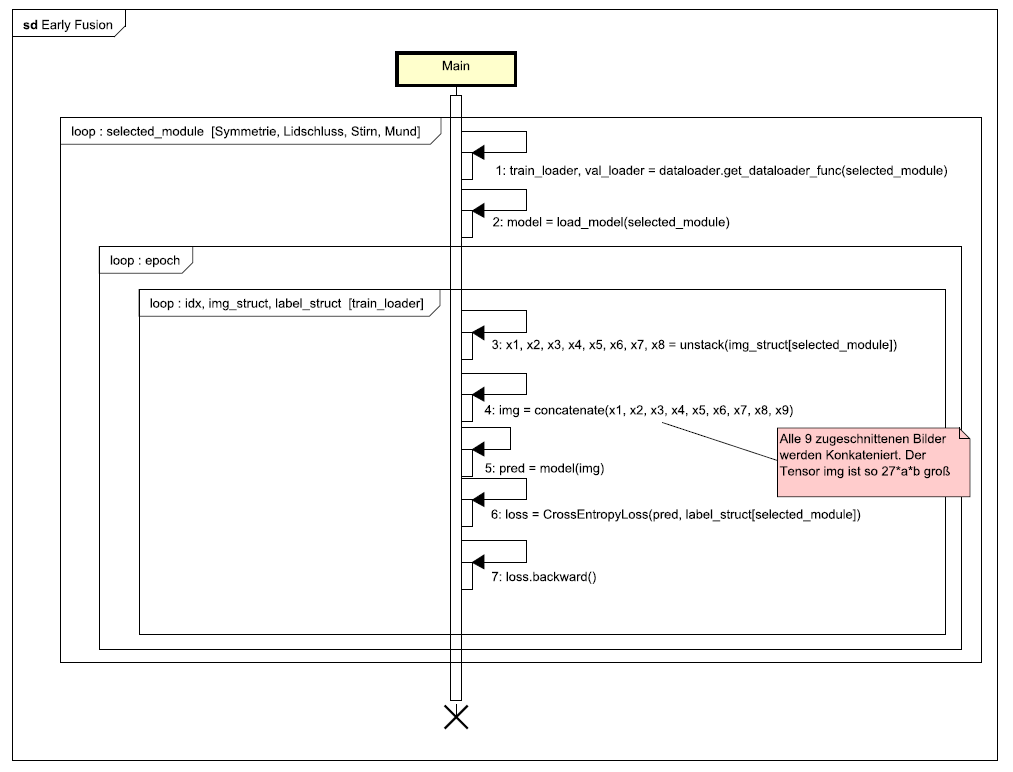 sd Early Fusion
Main
loop : selected_module [Symmetrie, Lidschluss, Stirn, Mund]
1: train_loader, val_loader = dataloader.get_dataloader_func(selected_module)
2: model = load_model(selected_module)
loop : epoch
loop : idx, img_struct, label_struct [train_loader]
3: x1, x2, x3, x4, x5, x6, x7, x8 = unstack(img_struct[selected_module])
4: img = concatenate(x1, x2, x3, x4, x5, x6, x7, x8, x9)
Alle 9 zugeschnittenen Bilder
werden Konkateniert. Der
Tensor img ist so 27*a*b groß
5: pred = model(img)
6: loss = CrossEntropyLoss(pred, label_struct[selected_module])
7: loss.backward()